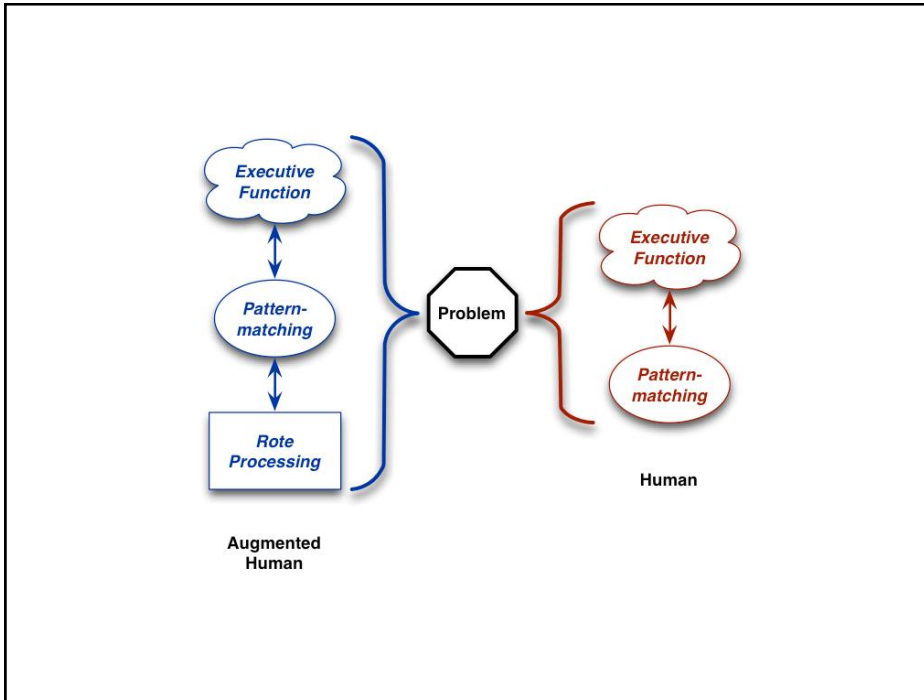 Executive
Function
Pattern-
matching
Rote
Processing
Augmented
Human
Problem
Executive
Function
Pattern-
matching
Human